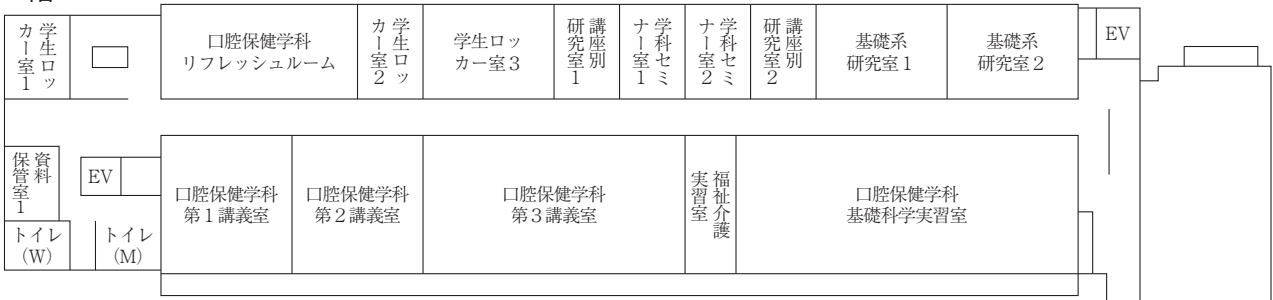 学生ロッ
カー室1
口腔保健学科
リフレッシュルーム
学生ロッ
カー室2
学生ロッ
カー室3
講座別
研究室1
学科セミ
ナー室1
学科セミ
ナー室2
講座別
研究室2
基礎系
研究室1
基礎系
研究室2
EV
資料
保管室1
EV
口腔保健学科
第1講義室
口腔保健学科
第2講義室
口腔保健学科
第3講義室
福祉介護
実習室
口腔保健学科
基礎科学実習室
トイレ
(W)
トイレ
(M)